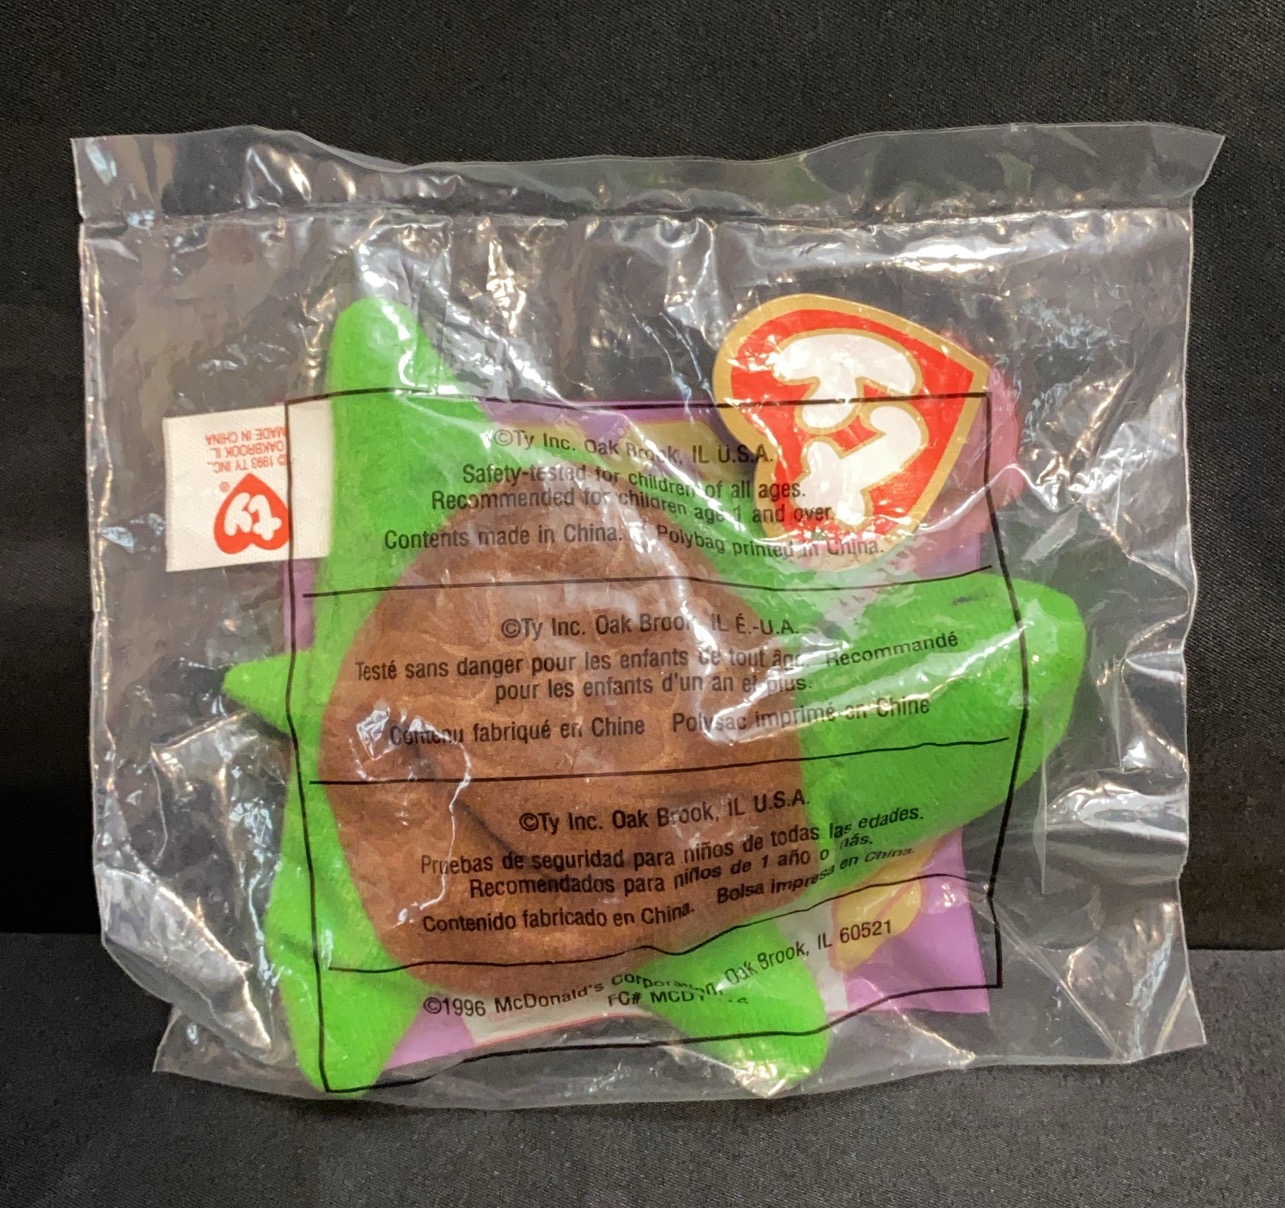 ty
©Ty Inc. Oak Brook, IL U.S.A.
Safety-tested for children of all ages.
Recommended for children age 1 and over.
Contents made in China. Polybag printed in China.
©Ty Inc. Oak Brook, IL É.-U.A.
Testé sans danger pour les enfants de tout âge. Recommandé
pour les enfants d'un an et plus.
Contenu fabriqué en Chine Polysac imprimé en Chine
©Ty Inc. Oak Brook, IL U.S.A.
Pruebas de seguridad para niños de todas las edades.
Recomendados para niños de 1 año o más.
Contenido fabricado en China. Bolsa impresa en China.
©1996 McDonald's Corporation, Oak Brook, IL 60521
FC# MCDY
© 1993 TY INC.
OAKBROOK IL.
MADE IN CHINA
ty®